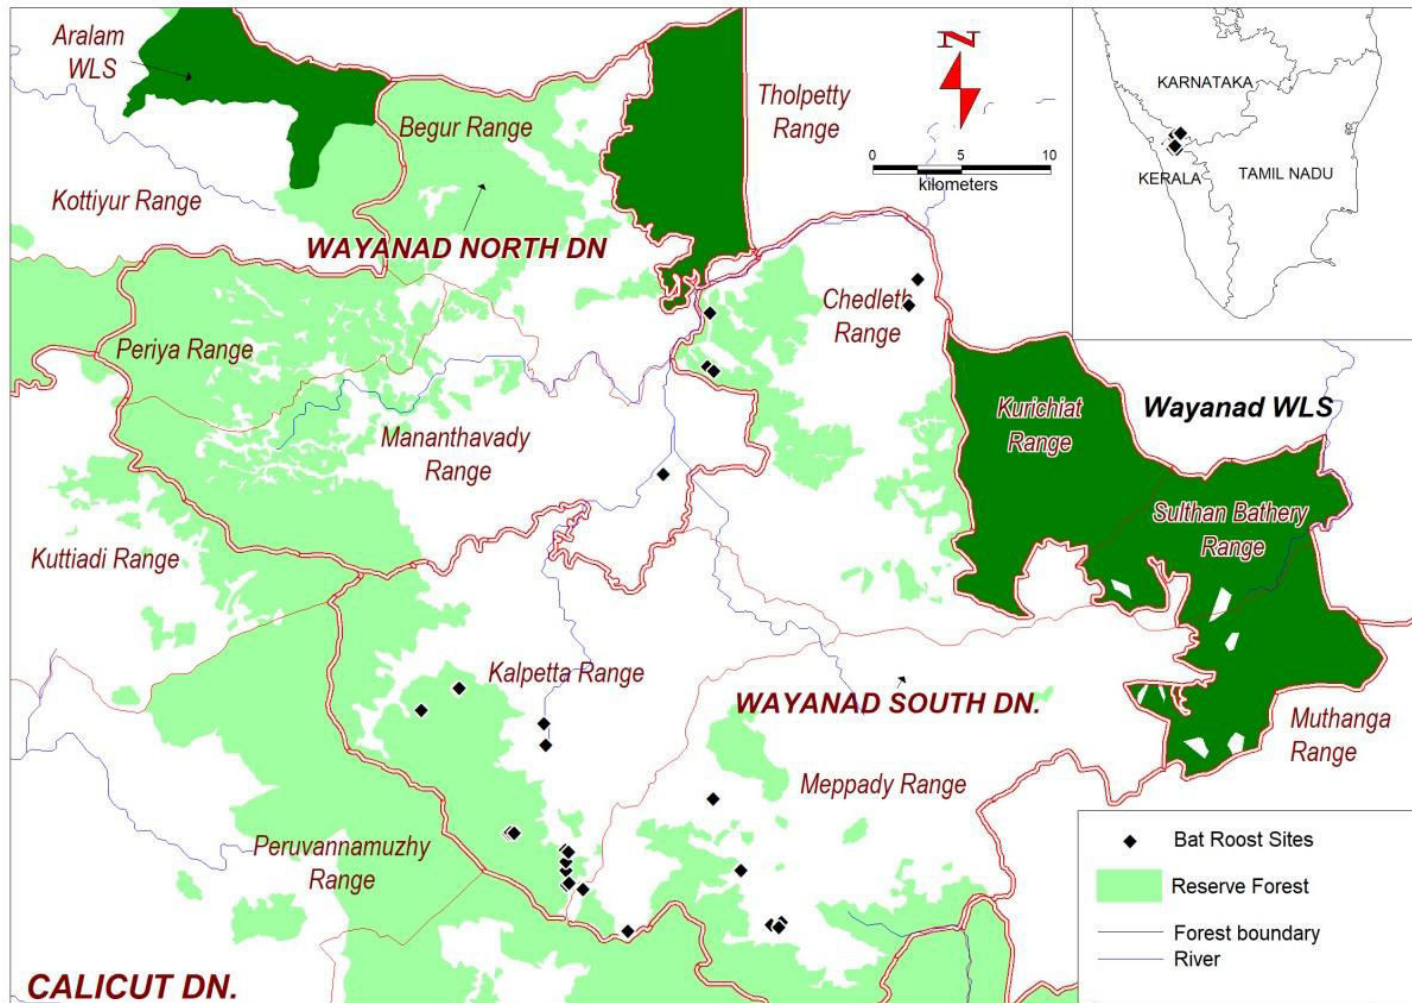 Aralam
WLS
Begur Range
Tholpetty
Range
N
0 5 10
kilometers
KARNATAKA
KERALA
TAMIL NADU
Kottiyur Range
WAYANAD NORTH DN
Chedleth
Range
Periya Range
Kurichiat
Range
Wayanad WLS
Mananthavady
Range
Sulthan Bathery
Range
Kuttiadi Range
Kalpetta Range
WAYANAD SOUTH DN.
Muthanga
Range
Meppady Range
Peruvannamuzhy
Range
CALICUT DN.
Bat Roost Sites
Reserve Forest
Forest boundary
River